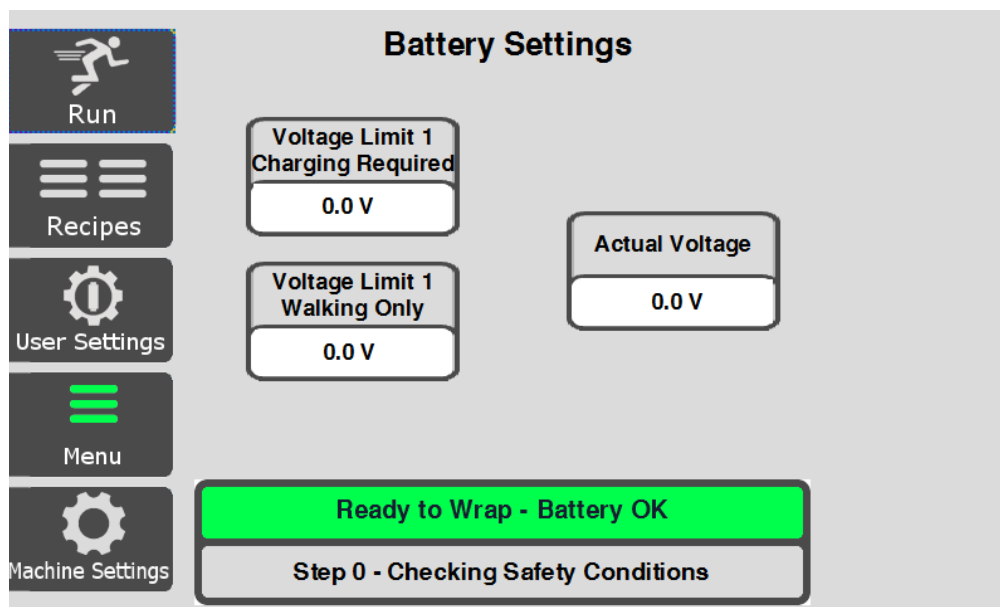 Battery Settings
Run
Recipes
User Settings
Menu
Machine Settings
Voltage Limit 1
Charging Required
0.0 V
Voltage Limit 1
Walking Only
0.0 V
Actual Voltage
0.0 V
Ready to Wrap - Battery OK
Step 0 - Checking Safety Conditions